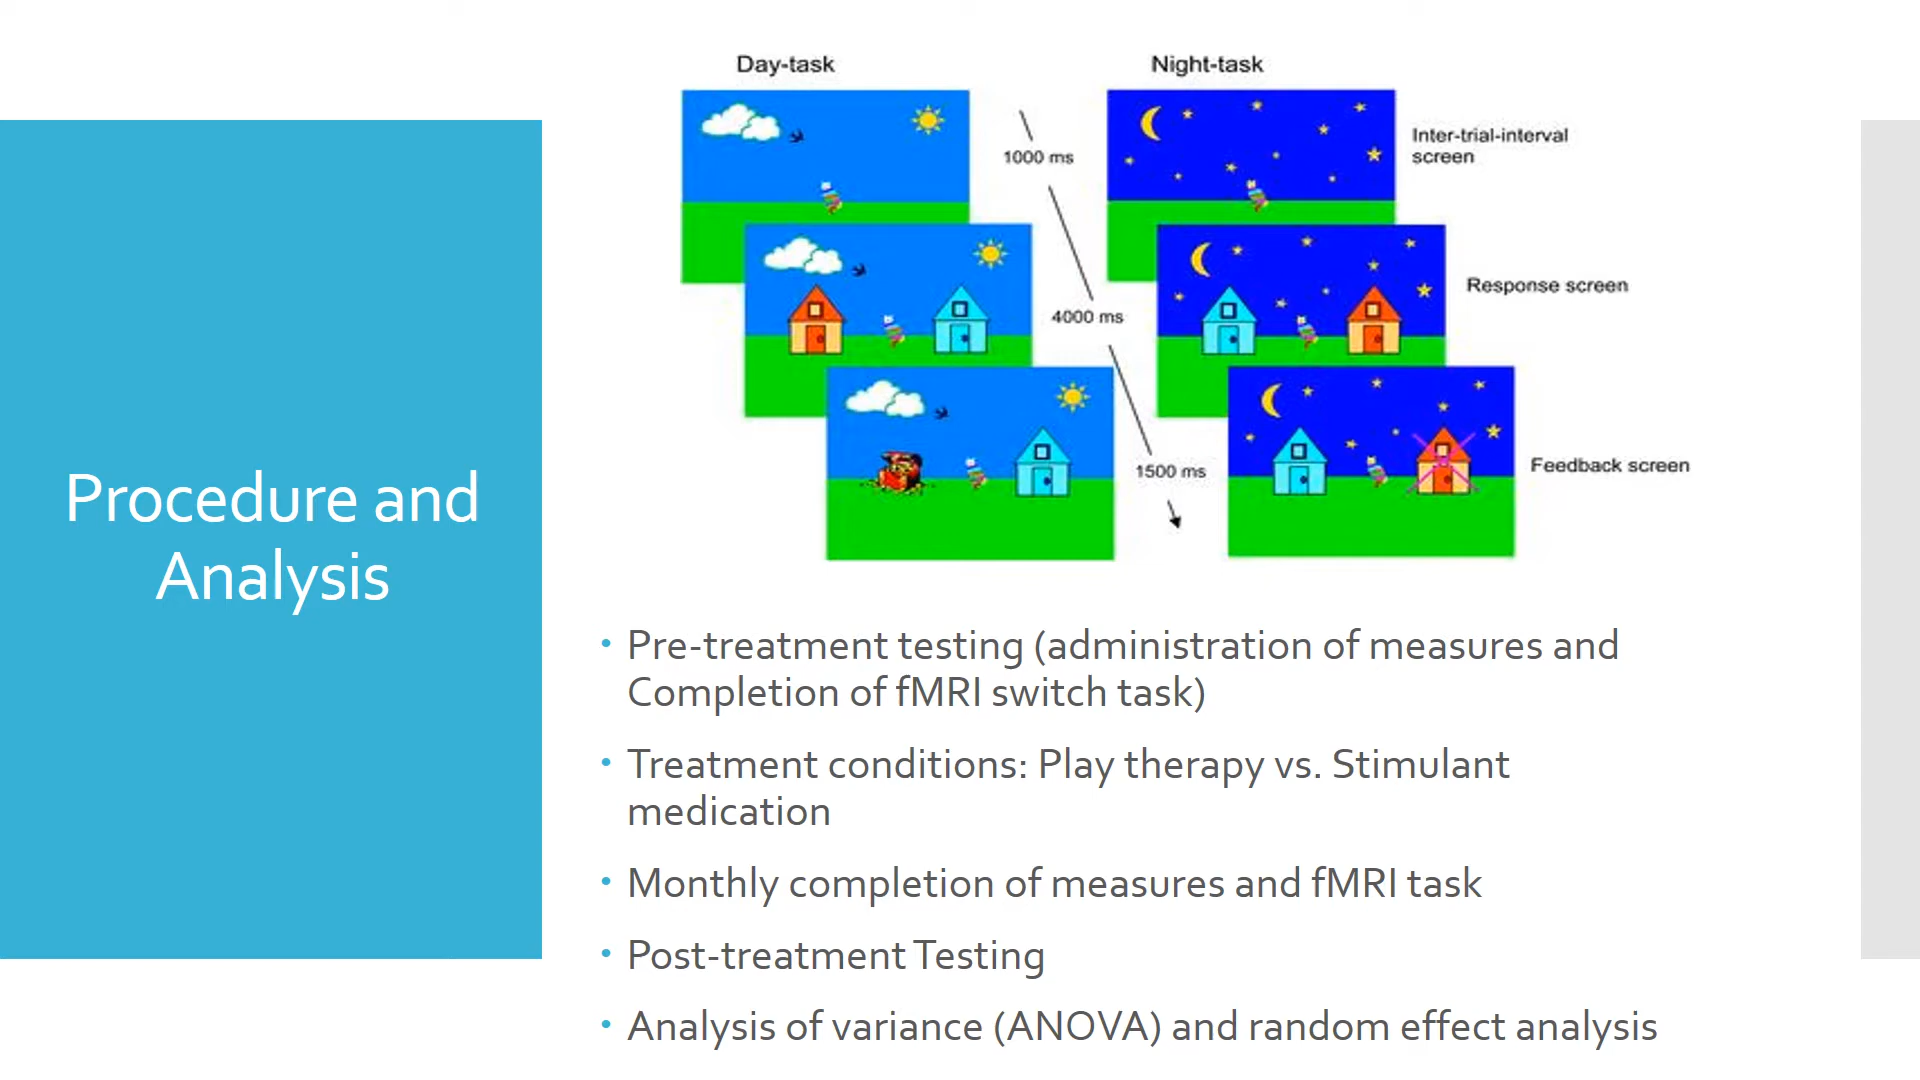 Procedure and
Analysis
Day-task
Night-task
1000 ms
Inter-trial-interval
screen
4000 ms
Response screen
1500 ms
Feedback screen
• Pre-treatment testing (administration of measures and
Completion of fMRI switch task)
• Treatment conditions: Play therapy vs. Stimulant
medication
• Monthly completion of measures and fMRI task
• Post-treatment Testing
• Analysis of variance (ANOVA) and random effect analysis